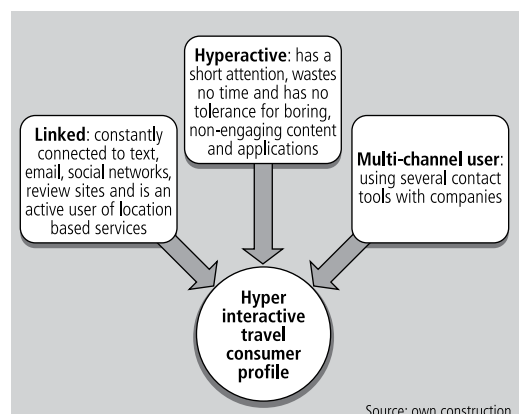 Hyperactive: has a
short attention, wastes
no time and has no
tolerance for boring,
non-engaging content
and applications
Linked: constantly
connected to text,
email, social networks,
review sites and is an
active user of location
based services
Multi-channel user:
using several contact
tools with companies
Hyper
interactive
travel
consumer
profile
Source: own construction